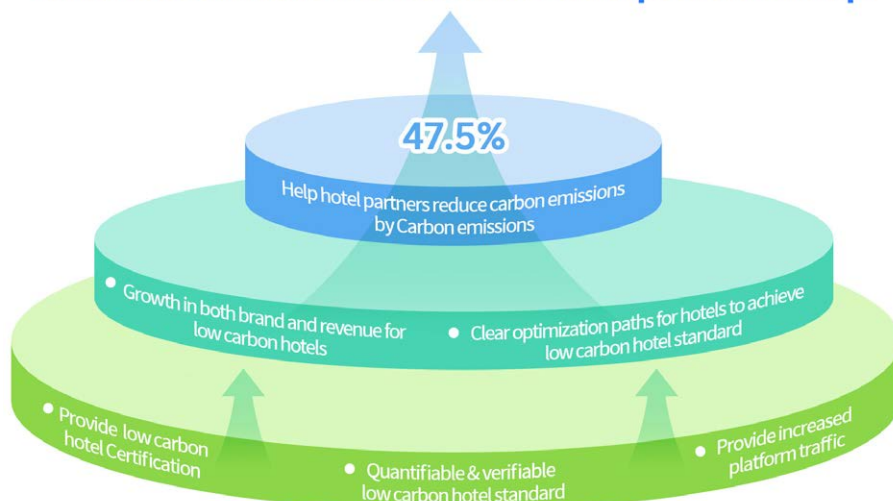 47.5%
Help hotel partners reduce carbon emissions
by Carbon emissions
Growth in both brand and revenue for
low carbon hotels
Clear optimization paths for hotels to achieve
low carbon hotel standard
Provide low carbon
hotel Certification
Quantifiable & verifiable
low carbon hotel standard
Provide increased
platform traffic